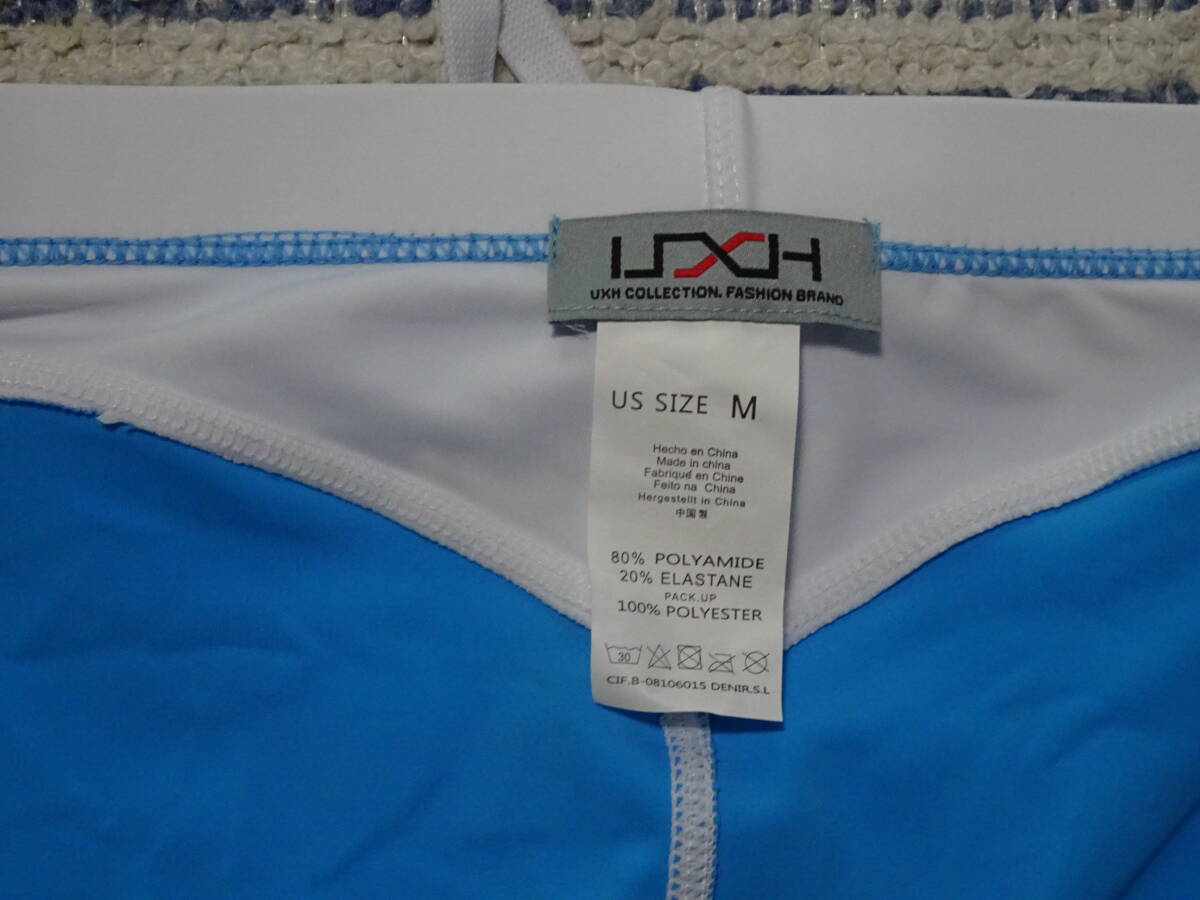 UXH
UXH COLLECTION. FASHION BRAND
US SIZE M
Hecho en China
Made in china
Fabriqué en Chine
Feito na China
Hergestellt in China
中国製
80% POLYAMIDE
20% ELASTANE
PACK.UP
100% POLYESTER
30
CIF.B-08106015 DENIR.S.L